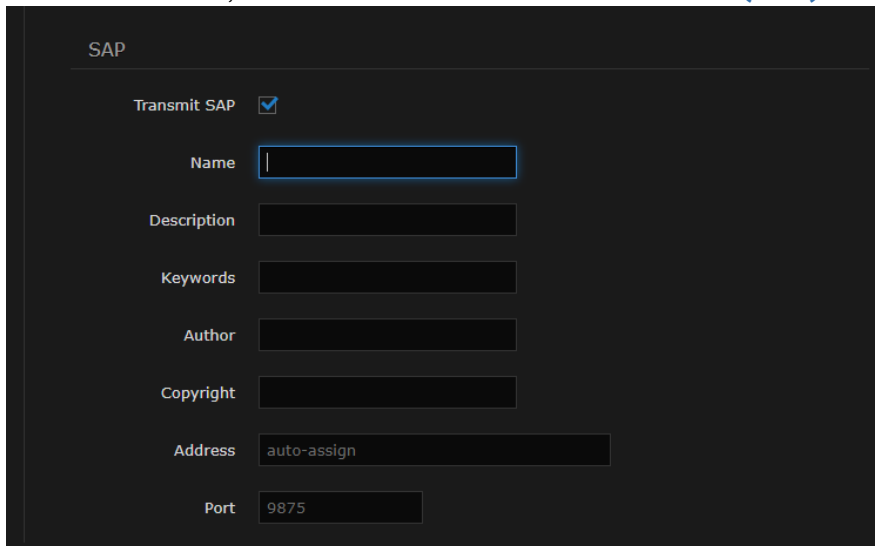 SAP
Transmit SAP
Name
Description
Keywords
Author
Copyright
Address auto-assign
Port 9875